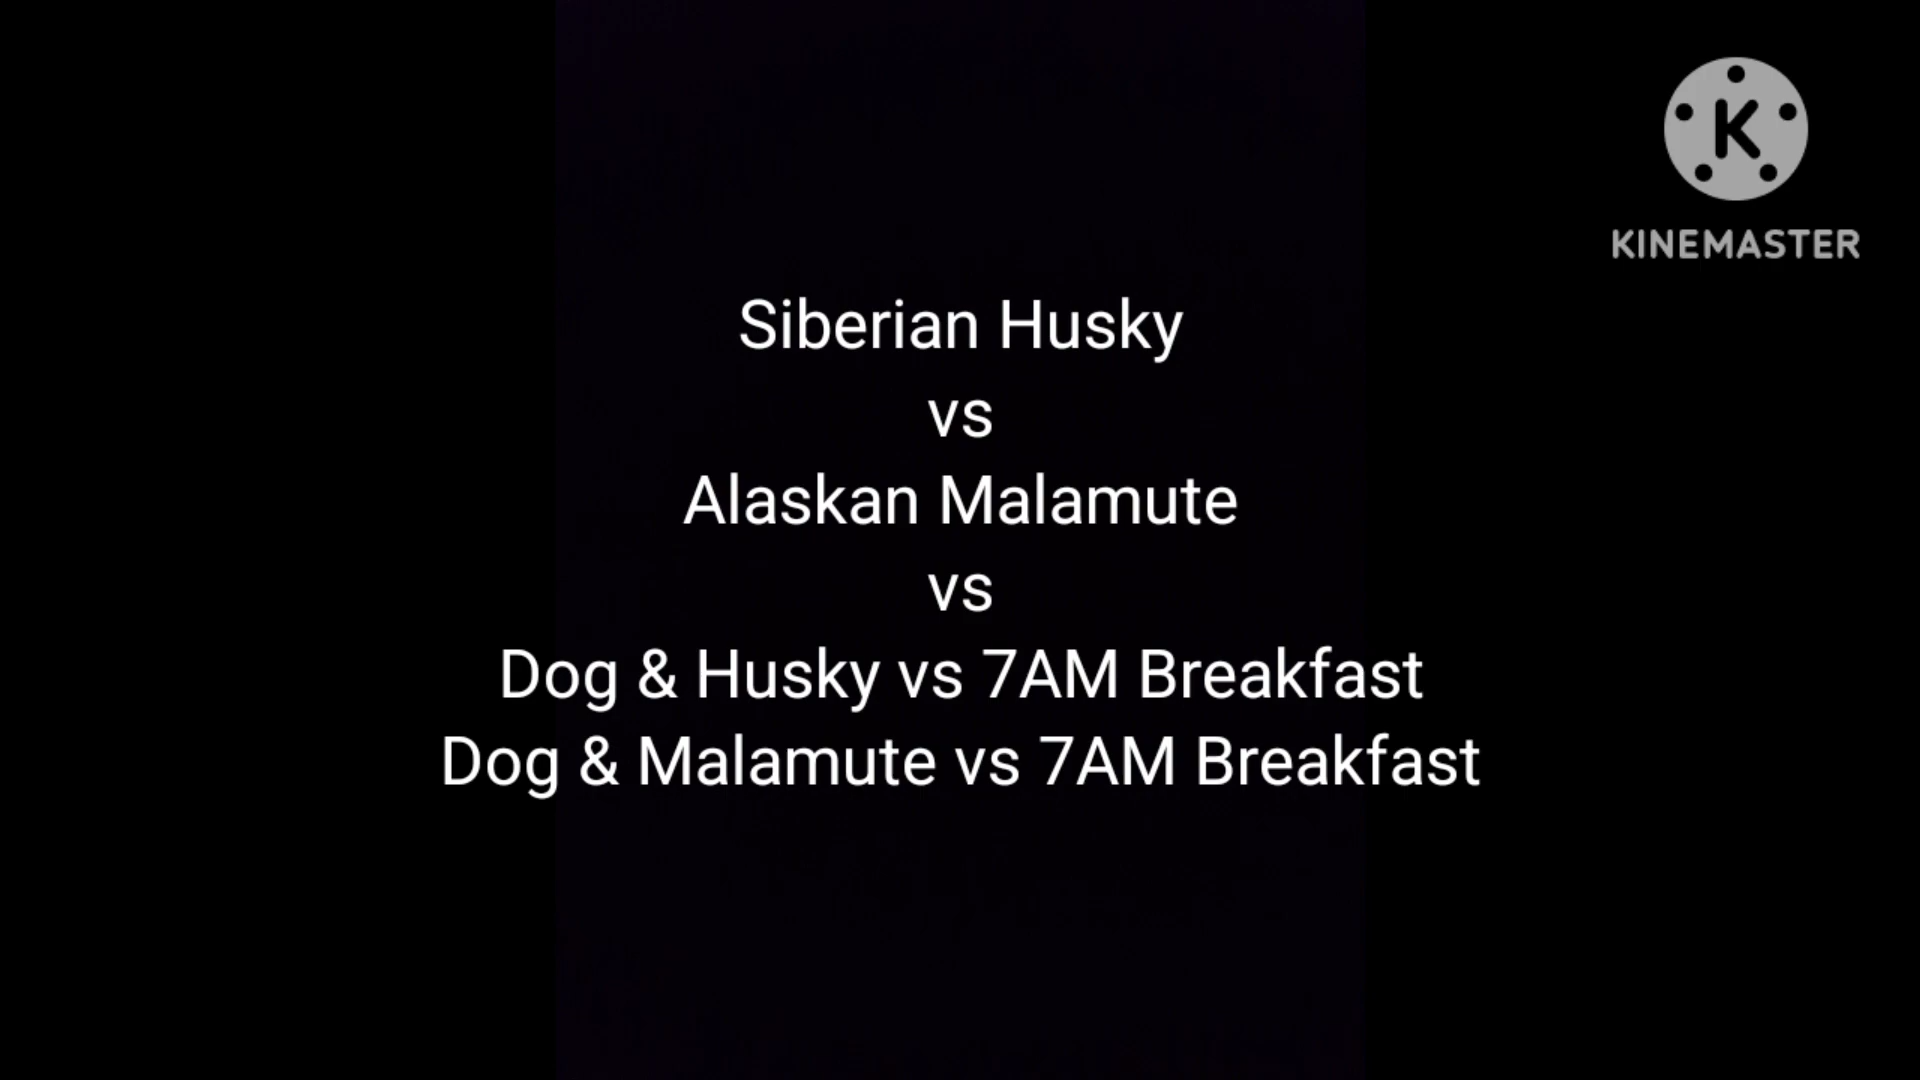 K
KINEMASTER
Siberian Husky
vs
Alaskan Malamute
vs
Dog & Husky vs 7AM Breakfast
Dog & Malamute vs 7AM Breakfast